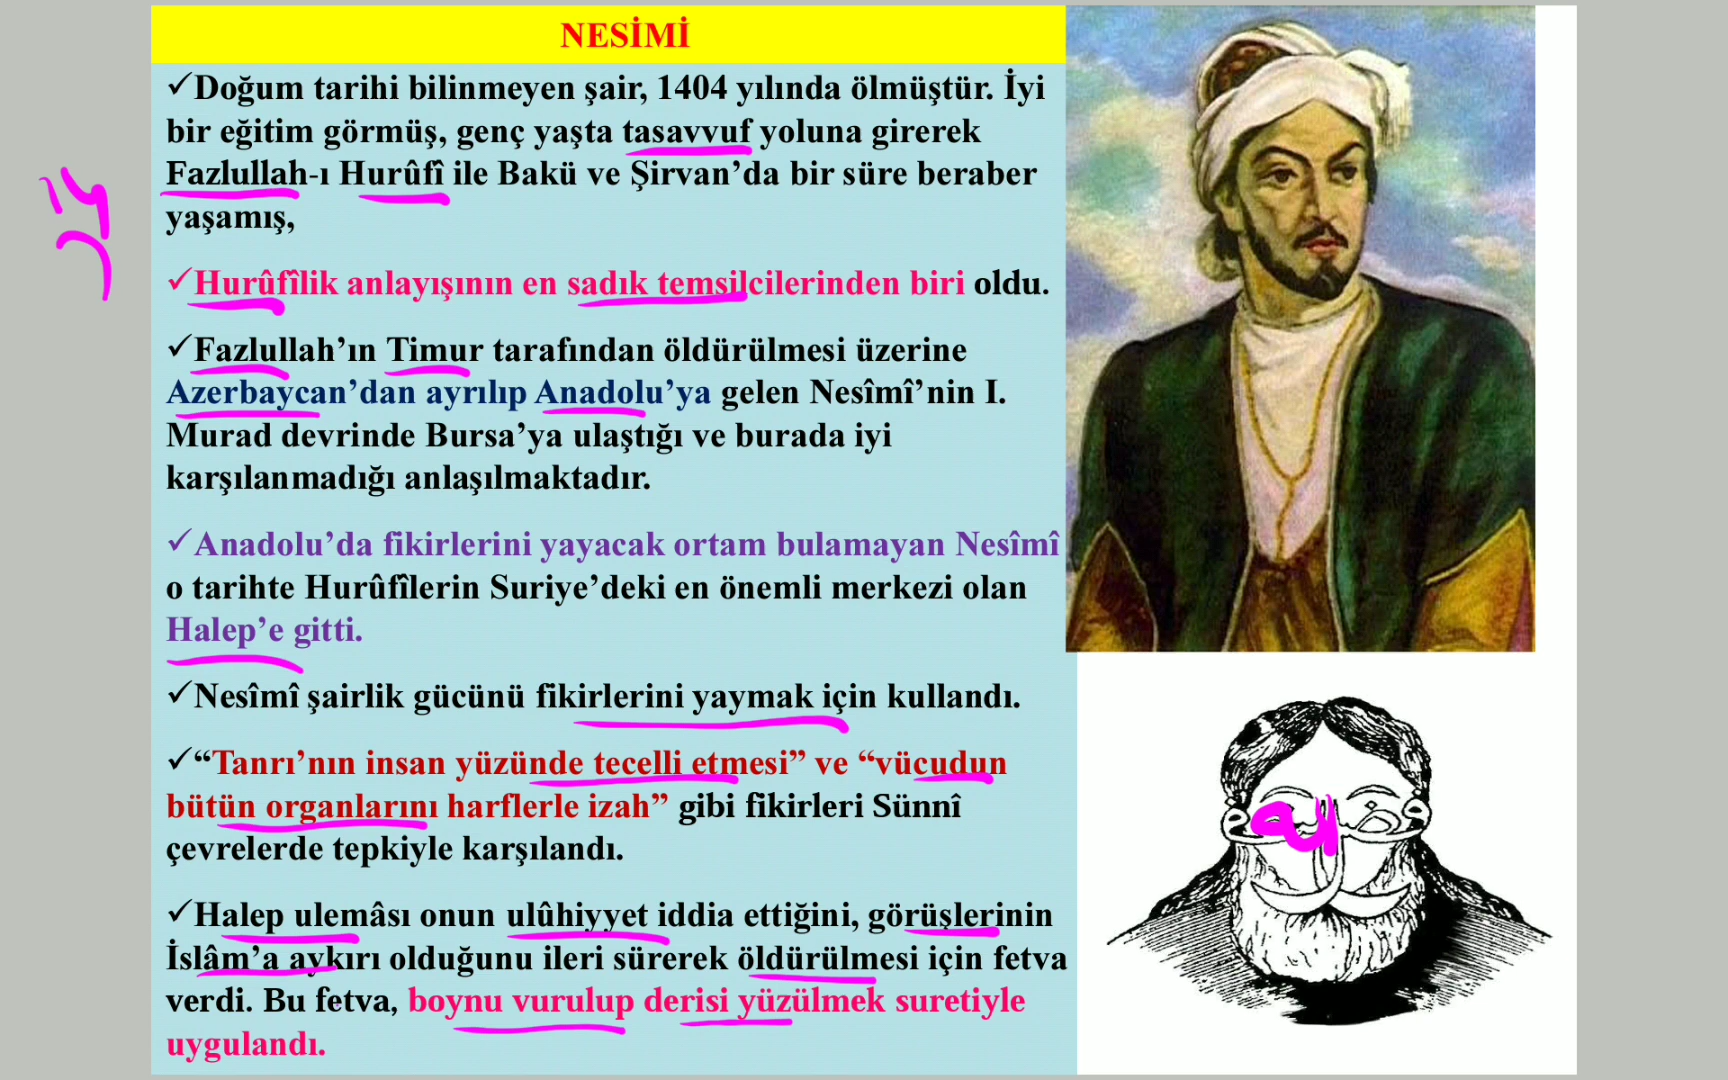 NESİMİ
✓Doğum tarihi bilinmeyen şair, 1404 yılında ölmüştür. İyi
bir eğitim görmüş, genç yaşta tasavvuf yoluna girerek
Fazlullah-ı Hurûfî ile Bakü ve Şirvan’da bir süre beraber
yaşamış,
✓Hurûfîlik anlayışının en sadık temsilcilerinden biri oldu.
✓Fazlullah’ın Timur tarafından öldürülmesi üzerine
Azerbaycan’dan ayrılıp Anadolu’ya gelen Nesîmî’nin I.
Murad devrinde Bursa’ya ulaştığı ve burada iyi
karşılanmadığı anlaşılmaktadır.
✓Anadolu’da fikirlerini yayacak ortam bulamayan Nesîmî
o tarihte Hurûfîlerin Suriye’deki en önemli merkezi olan
Halep’e gitti.
✓Nesîmî şairlik gücünü fikirlerini yaymak için kullandı.
✓“Tanrı’nın insan yüzünde tecelli etmesi” ve “vücudun
bütün organlarını harflerle izah” gibi fikirleri Sünnî
çevrelerde tepkiyle karşılandı.
✓Halep ulemâsı onun ulûhiyyet iddia ettiğini, görüşlerinin
İslâm’a aykırı olduğunu ileri sürerek öldürülmesi için fetva
verdi. Bu fetva, boynu vurulup derisi yüzülmek suretiyle
uygulandı.